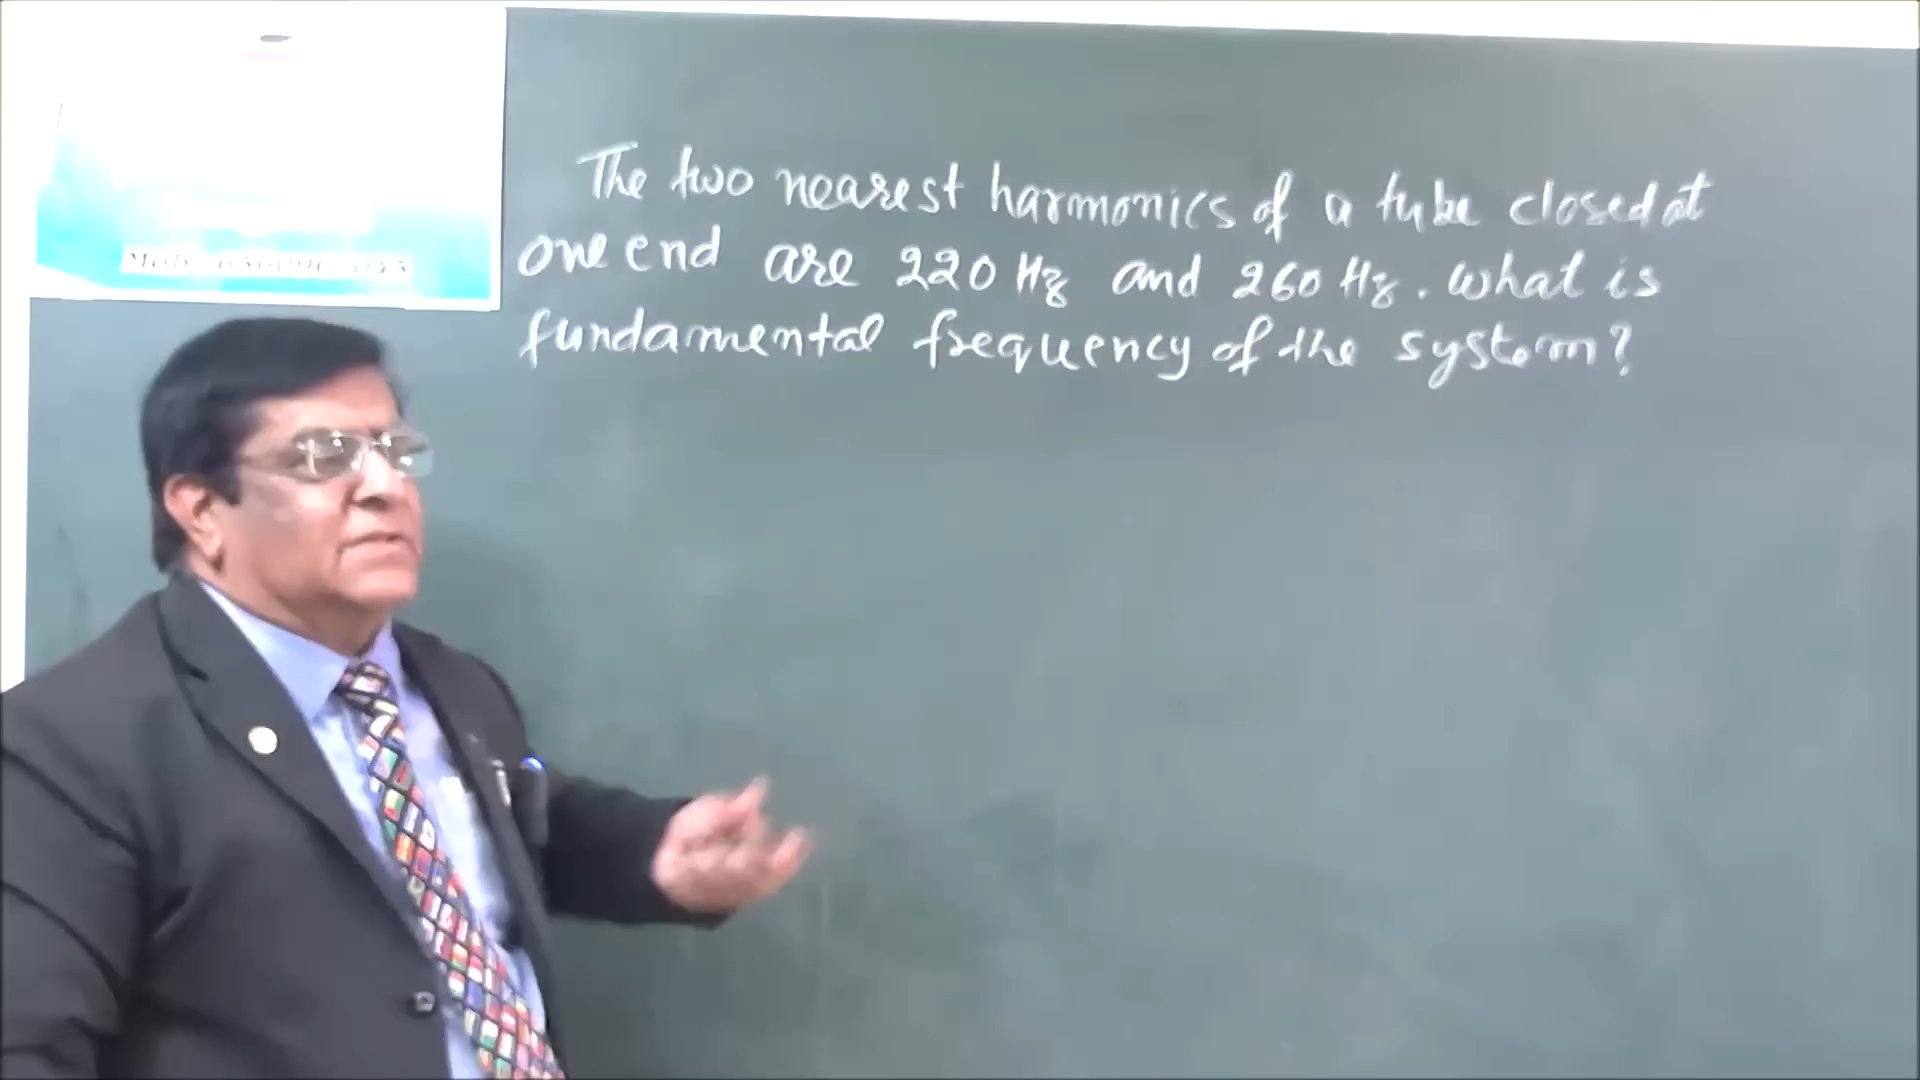 The two nearest harmonics of a tube closed at
one end are 220 Hz and 260 Hz. What is
fundamental frequency of the system?